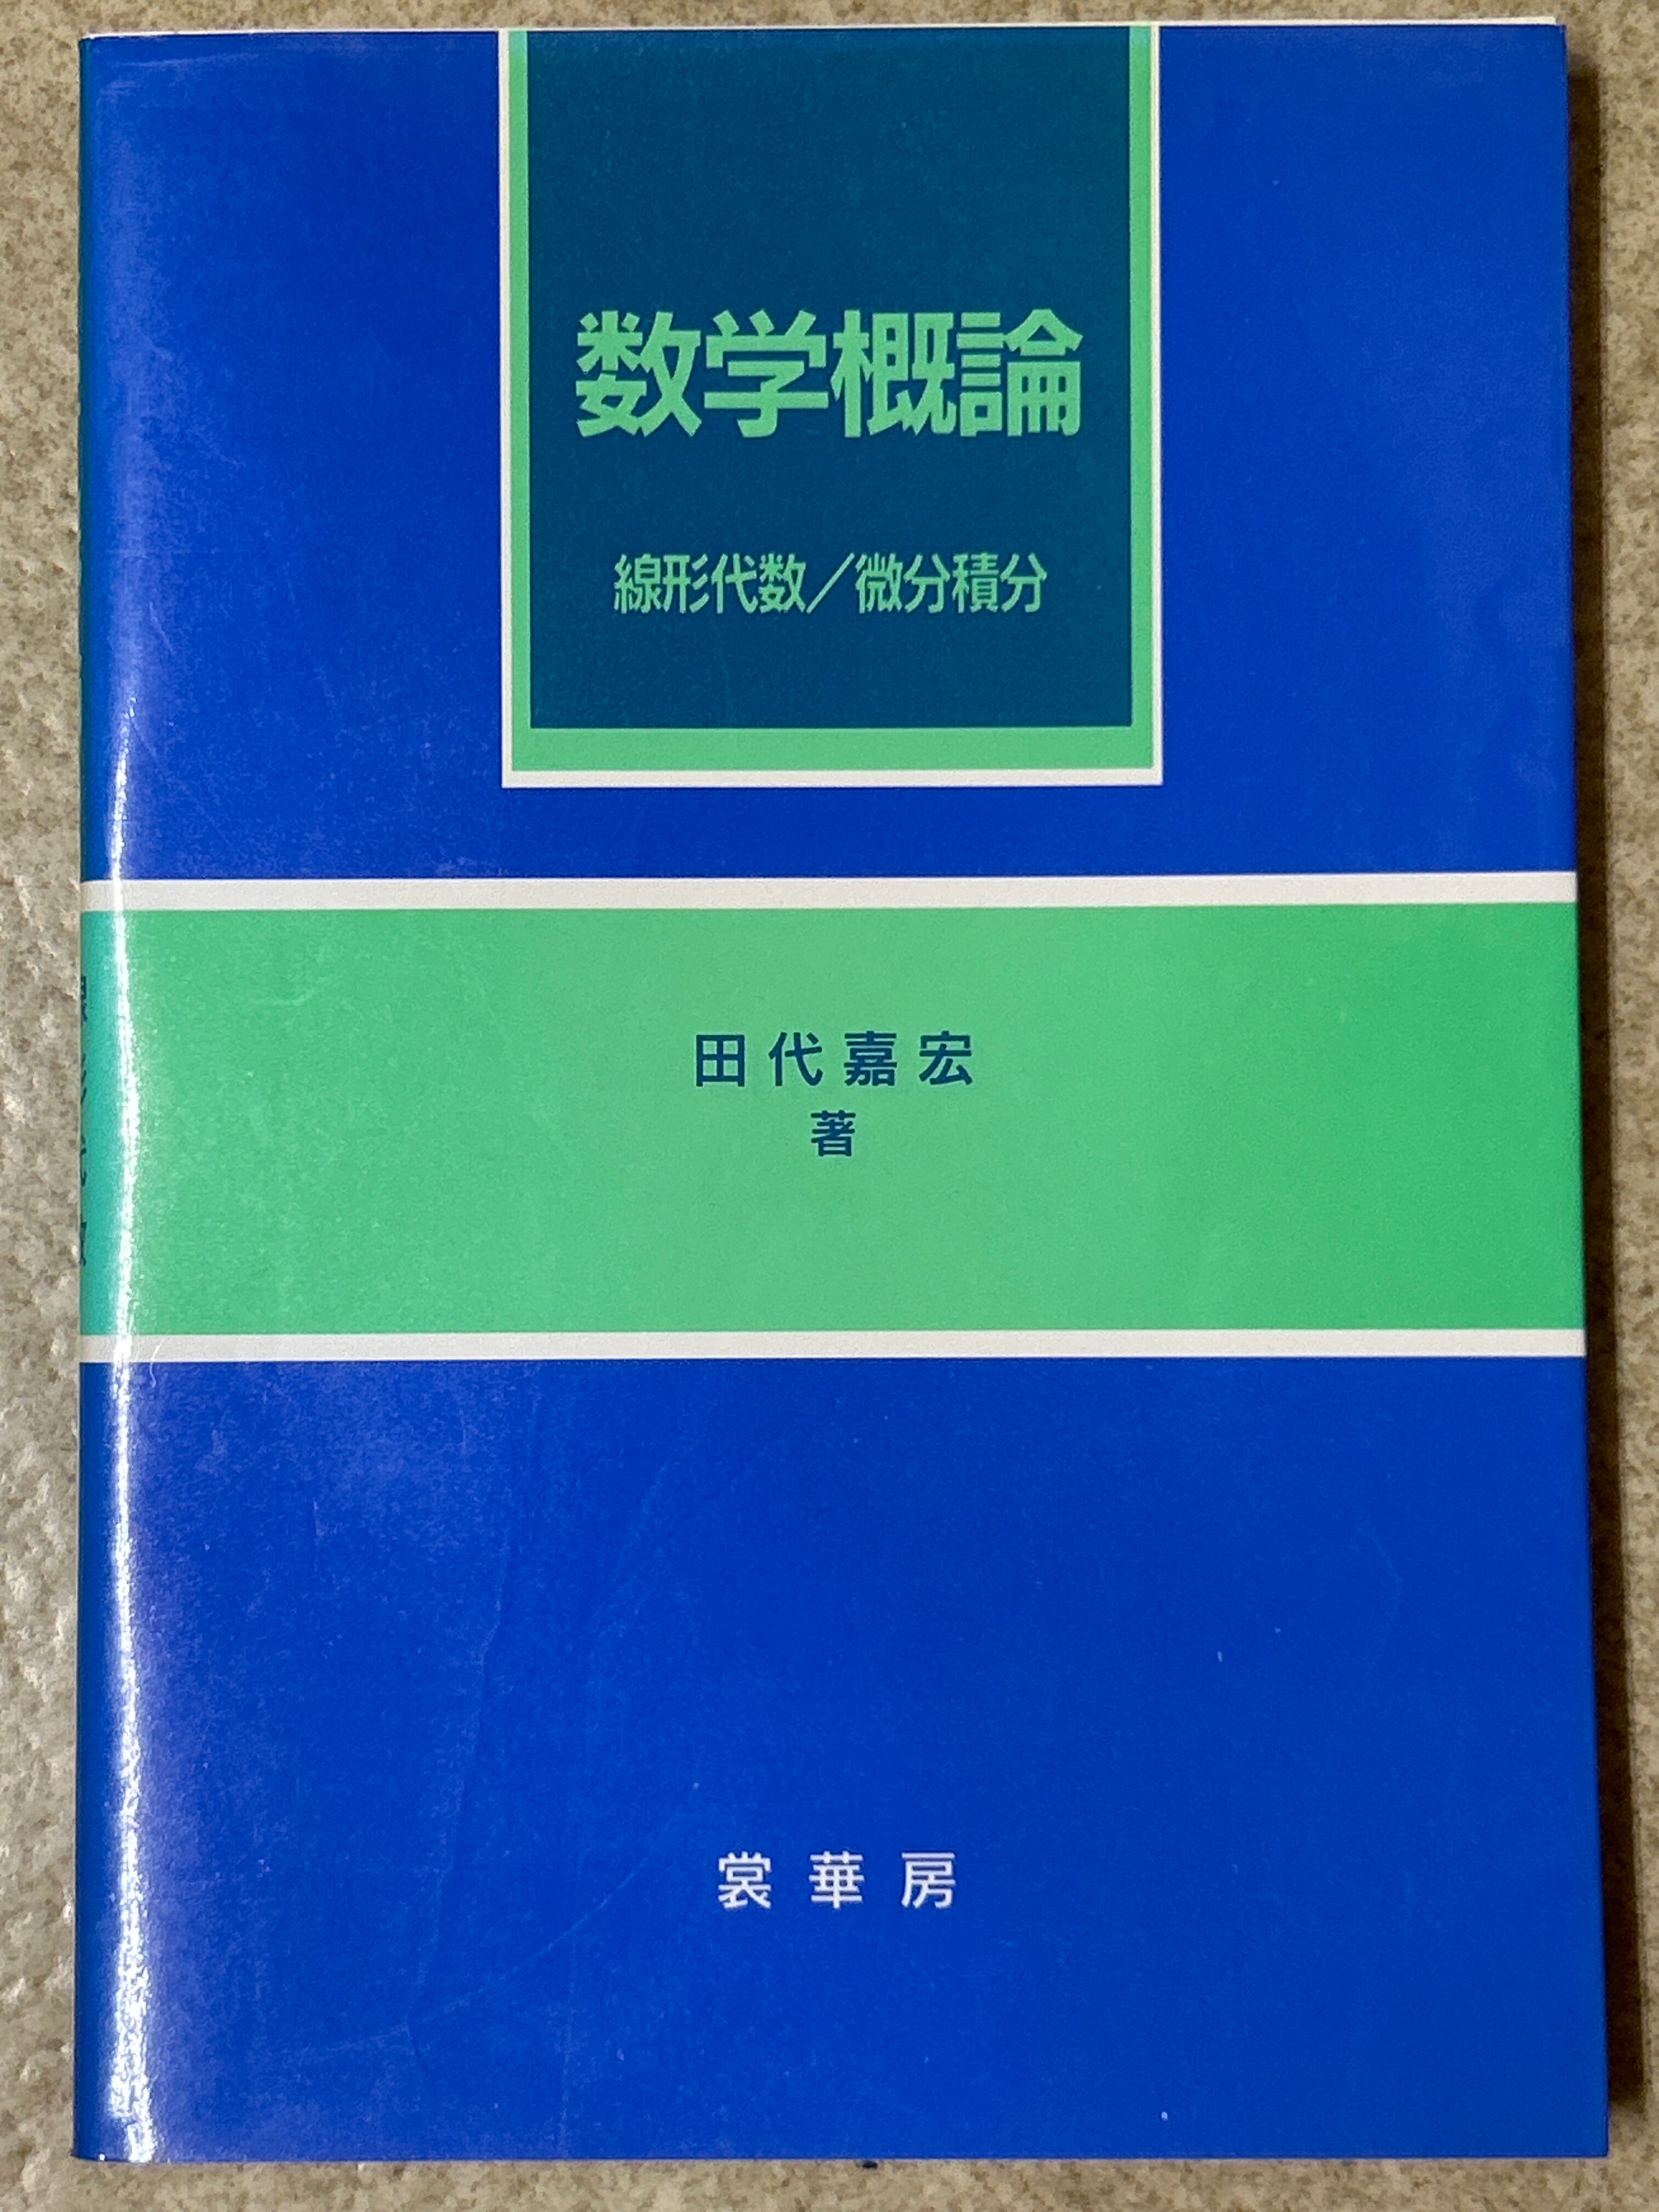 数学概論
線形代数／微分積分
田代嘉宏
著
裳華房